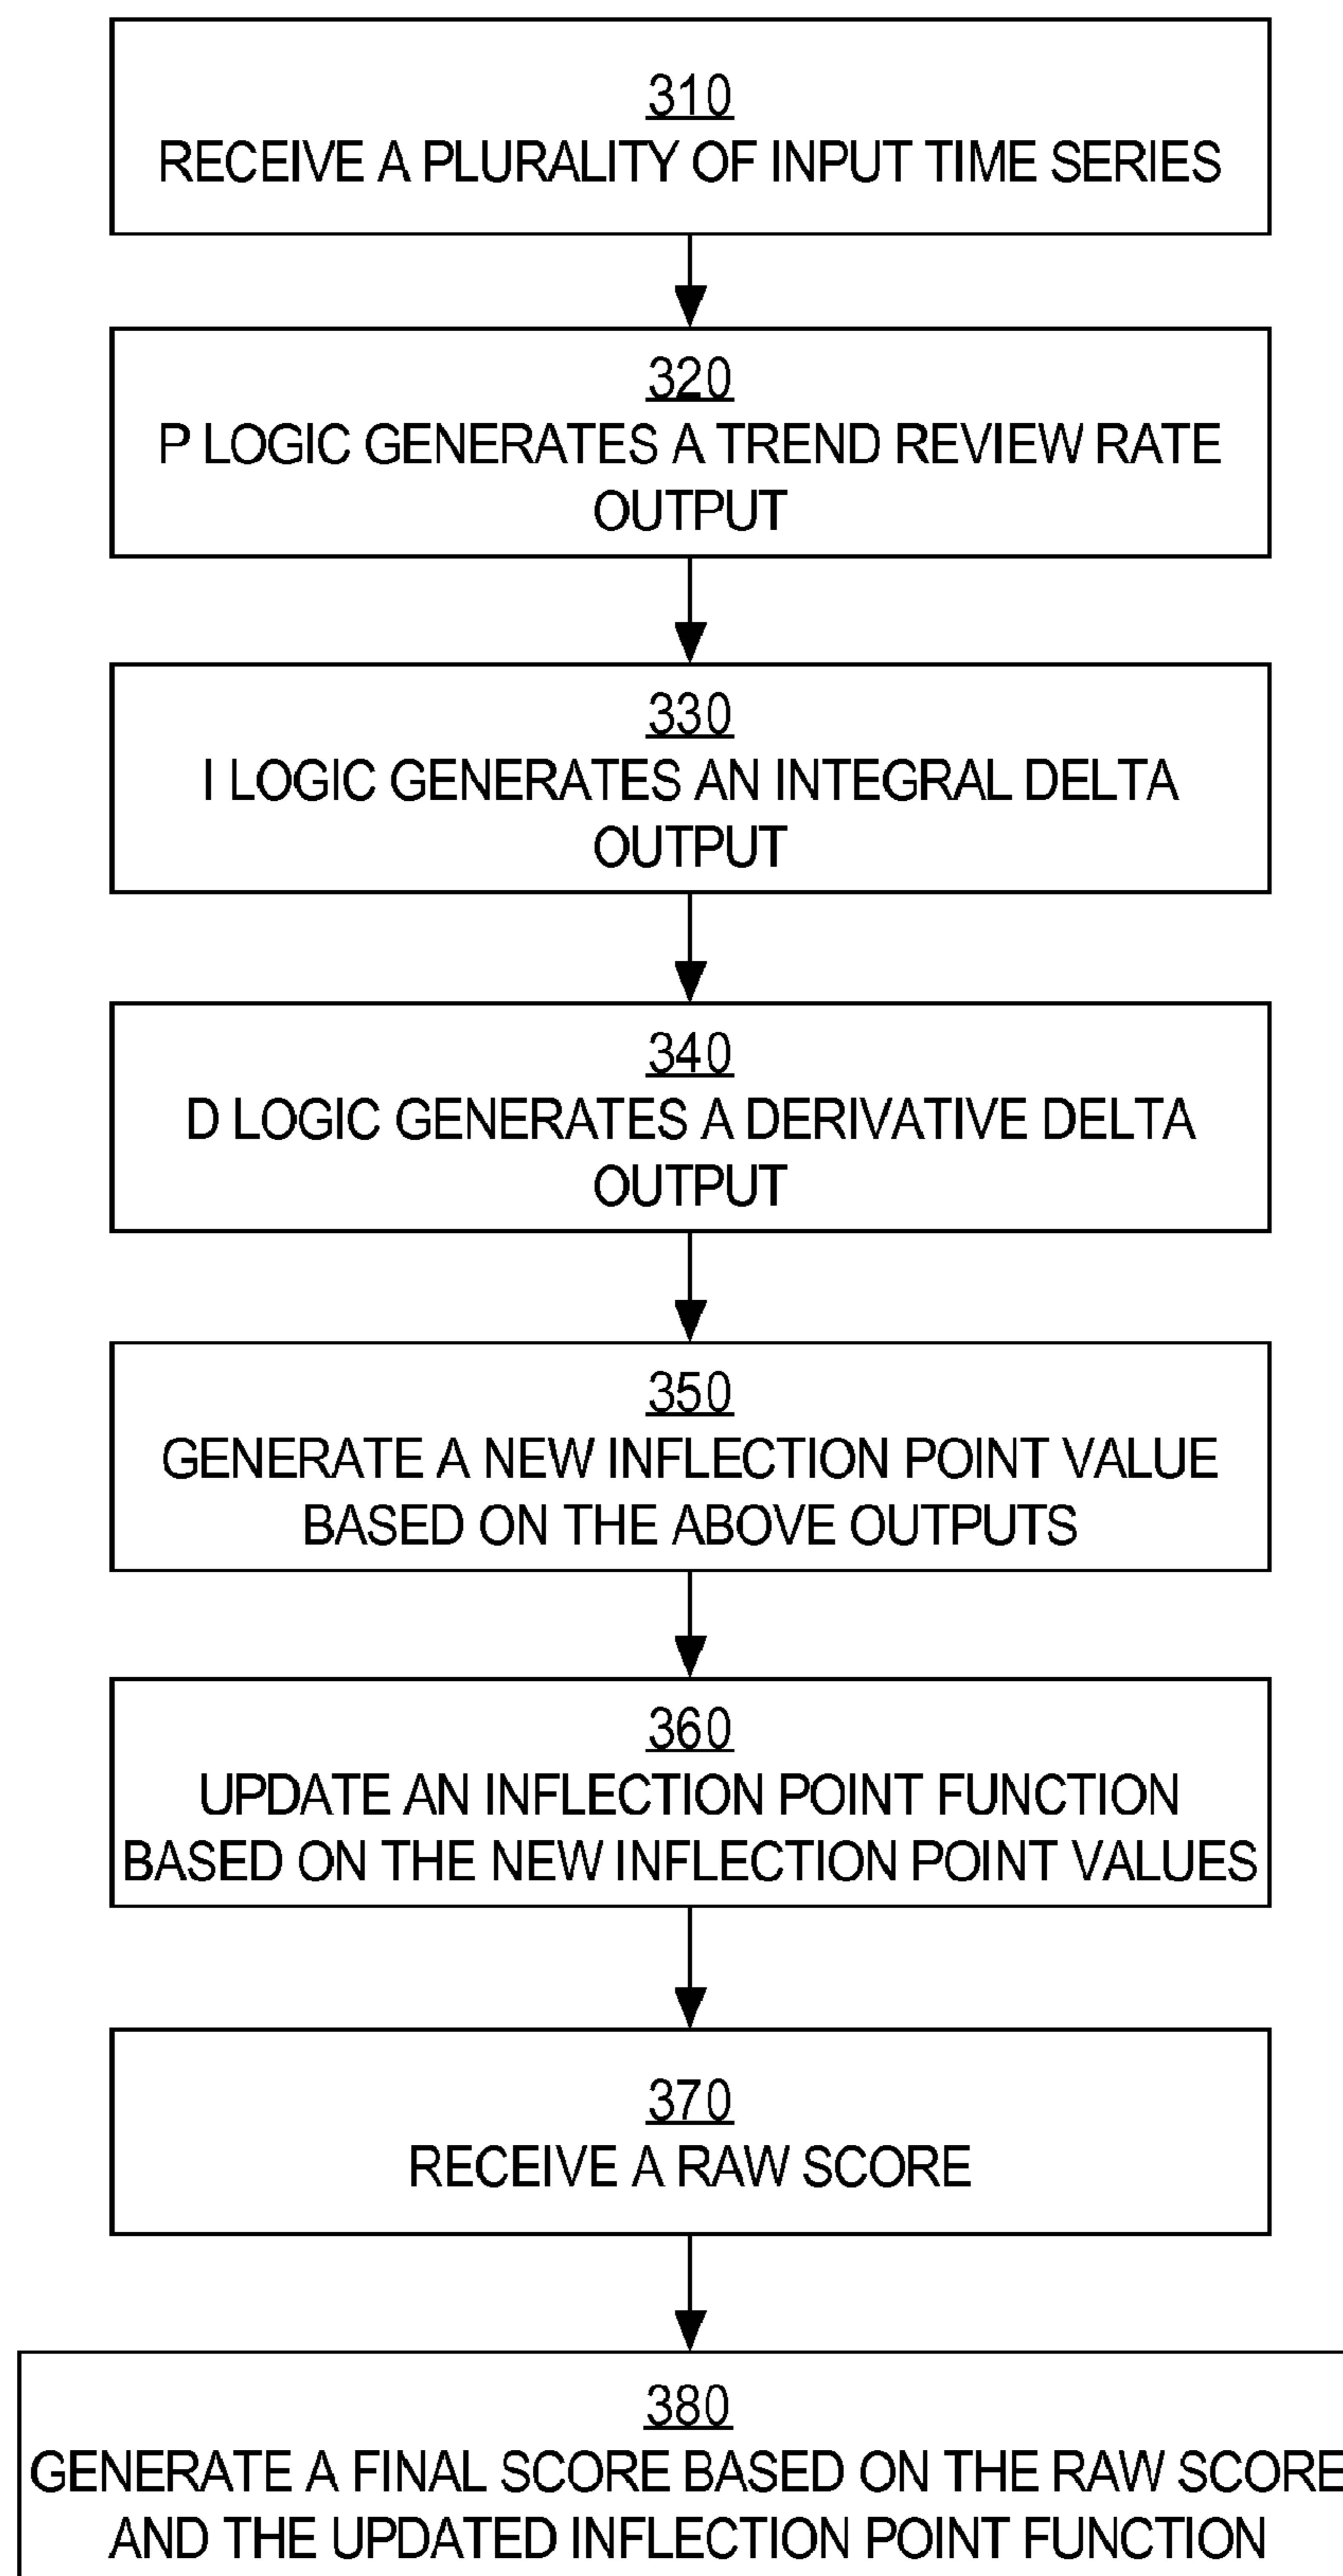 310
RECEIVE A PLURALITY OF INPUT TIME SERIES
320
P LOGIC GENERATES A TREND REVIEW RATE
OUTPUT
330
I LOGIC GENERATES AN INTEGRAL DELTA
OUTPUT
340
D LOGIC GENERATES A DERIVATIVE DELTA
OUTPUT
350
GENERATE A NEW INFLECTION POINT VALUE
BASED ON THE ABOVE OUTPUTS
360
UPDATE AN INFLECTION POINT FUNCTION
BASED ON THE NEW INFLECTION POINT VALUES
370
RECEIVE A RAW SCORE
380
GENERATE A FINAL SCORE BASED ON THE RAW SCORE
AND THE UPDATED INFLECTION POINT FUNCTION